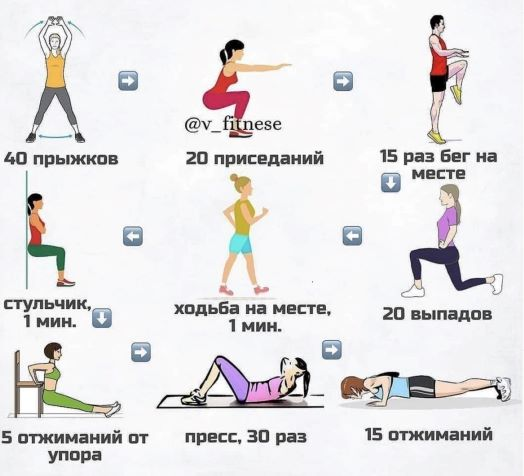 @v_fitnese
40 прыжков
20 приседаний
15 раз бег на
месте
20 выпадов
ходьба на месте,
1 мин.
стульчик,
1 мин.
5 отжиманий от
упора
пресс, 30 раз
15 отжиманий